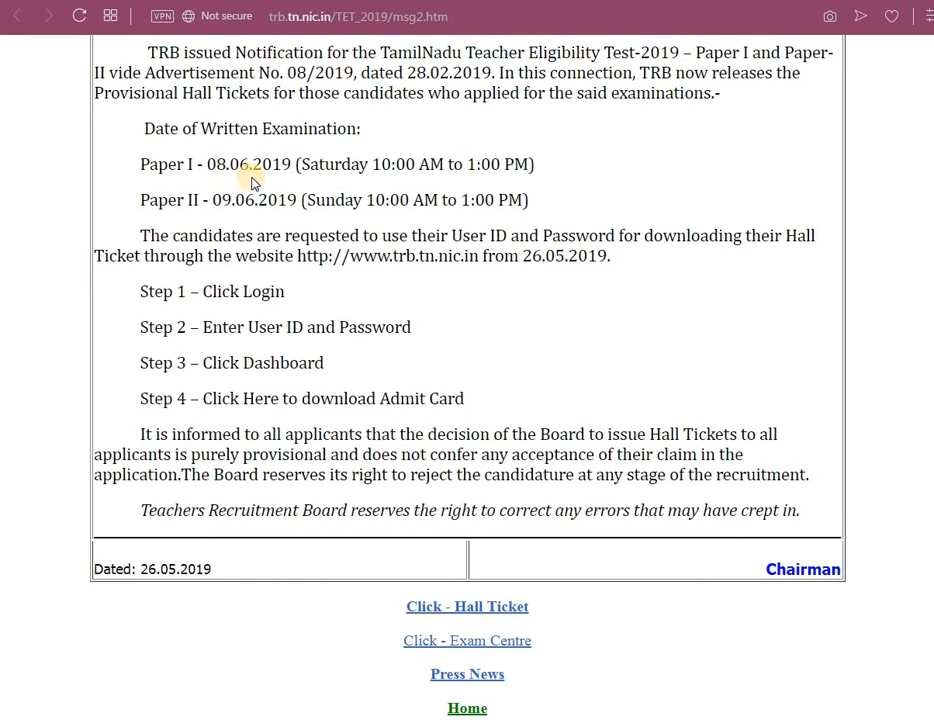 VPN Not secure trb.tn.nic.in/TET_2019/msg2.htm
TRB issued Notification for the TamilNadu Teacher Eligibility Test-2019 – Paper I and Paper-
II vide Advertisement No. 08/2019, dated 28.02.2019. In this connection, TRB now releases the
Provisional Hall Tickets for those candidates who applied for the said examinations.-
Date of Written Examination:
Paper I - 08.06.2019 (Saturday 10:00 AM to 1:00 PM)
Paper II - 09.06.2019 (Sunday 10:00 AM to 1:00 PM)
The candidates are requested to use their User ID and Password for downloading their Hall
Ticket through the website http://www.trb.tn.nic.in from 26.05.2019.
Step 1 – Click Login
Step 2 – Enter User ID and Password
Step 3 – Click Dashboard
Step 4 – Click Here to download Admit Card
It is informed to all applicants that the decision of the Board to issue Hall Tickets to all
applicants is purely provisional and does not confer any acceptance of their claim in the
application.The Board reserves its right to reject the candidature at any stage of the recruitment.
Teachers Recruitment Board reserves the right to correct any errors that may have crept in.
Dated: 26.05.2019 Chairman
Click - Hall Ticket
Click - Exam Centre
Press News
Home